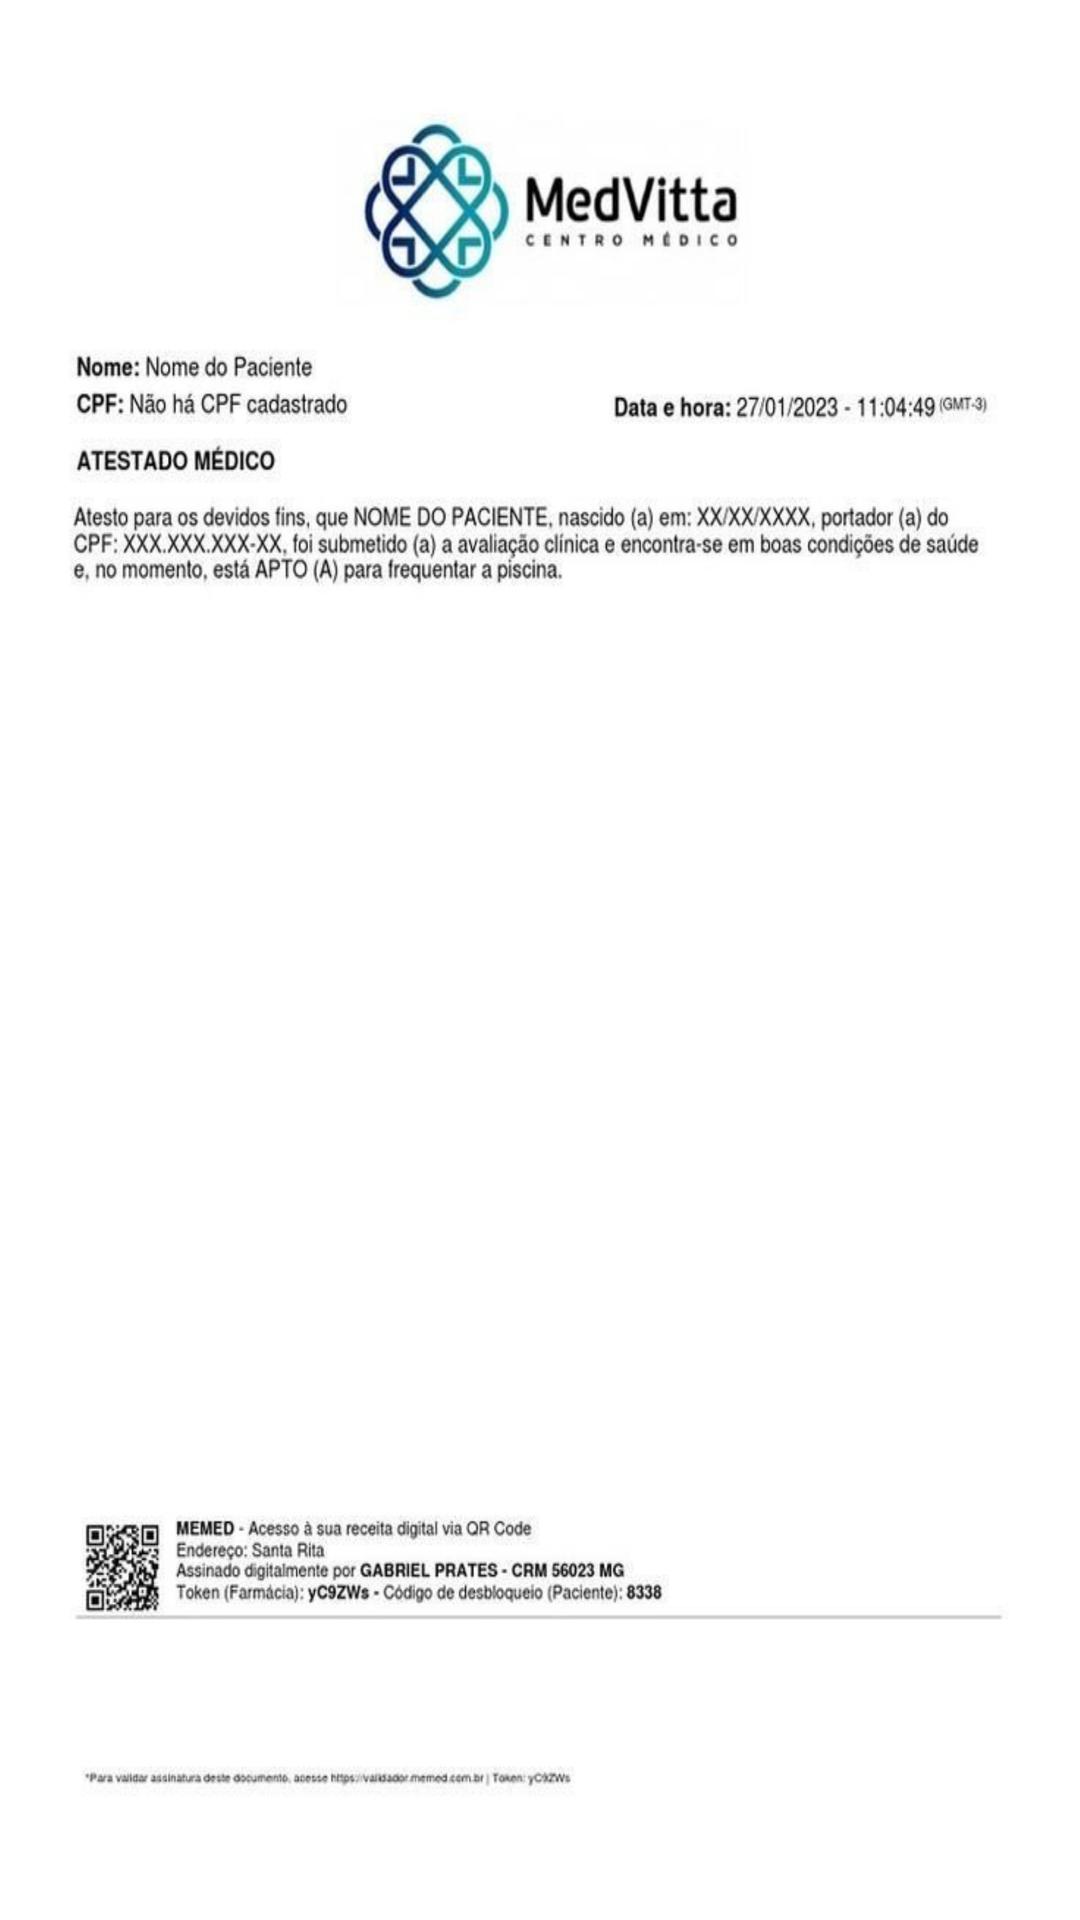 MedVitta
CENTRO MÉDICO
Nome: Nome do Paciente
CPF: Não há CPF cadastrado
Data e hora: 27/01/2023 - 11:04:49 (GMT-3)
ATESTADO MÉDICO
Atesto para os devidos fins, que NOME DO PACIENTE, nascido (a) em: XX/XX/XXXX, portador (a) do
CPF: XXX.XXX.XXX-XX, foi submetido (a) a avaliação clínica e encontra-se em boas condições de saúde
e, no momento, está APTO (A) para frequentar a piscina.
MEMED - Acesso à sua receita digital via QR Code
Endereço: Santa Rita
Assinado digitalmente por GABRIEL PRATES - CRM 56023 MG
Token (Farmácia): yC9ZWs - Código de desbloqueio (Paciente): 8338
*Para validar assinatura deste documento, acesse https://validador.memed.com.br | Token: yC9ZWs